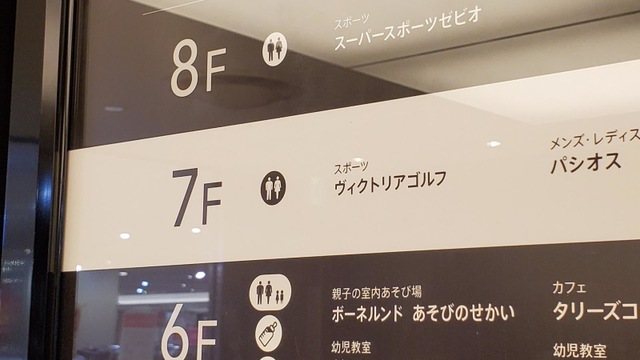 8F
スポーツ
スーパースポーツゼビオ
7F
スポーツ
ヴィクトリアゴルフ
メンズ・レディス
パシオス
6F
親子の室内あそび場
ボーネルンド あそびのせかい
幼児教室
カフェ
タリーズコ
幼児教室